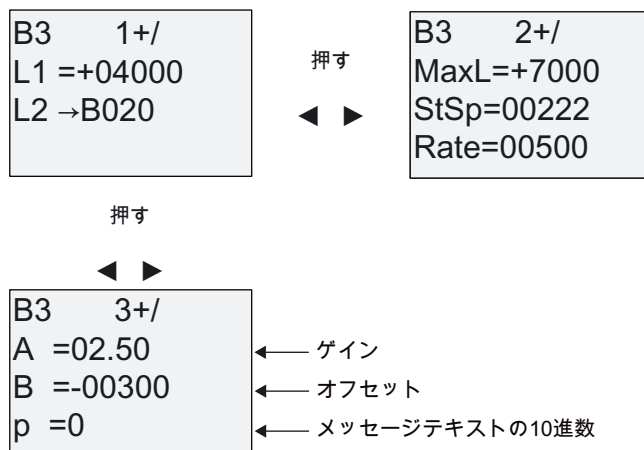 B3 1+/
L1 =+04000
L2 →B020
押す
◀ ▶
B3 2+/
MaxL=+7000
StSp=00222
Rate=00500
押す
◀ ▶
B3 3+/
A =02.50
B =-00300
p =0
ゲイン
オフセット
メッセージテキストの10進数